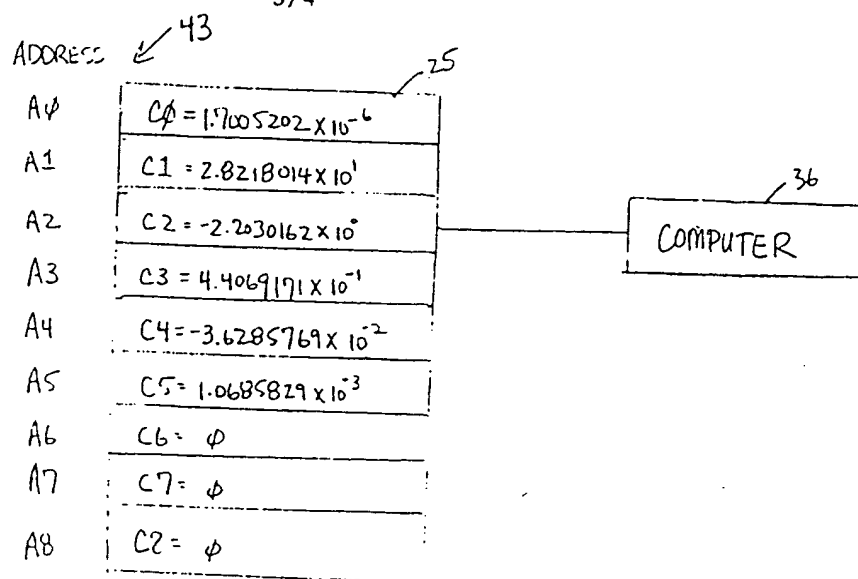 3/4
43
ADDRESS
25
Aϕ Cϕ = 1.7005202 X 10⁻⁶
A1 C1 = 2.8218014 X 10¹
36
A2 C2 = -2.2030162 X 10⁰
COMPUTER
A3 C3 = 4.4069171 X 10⁻¹
A4 C4 = -3.6285769 X 10⁻²
A5 C5 = 1.0685829 X 10⁻³
A6 C6 = ϕ
A7 C7 = ϕ
A8 C2 = ϕ